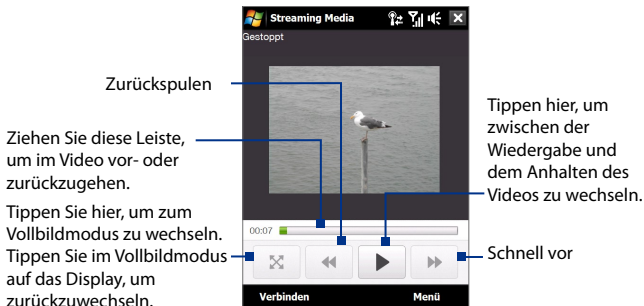 Streaming Media
Gestoppt
Zurückspulen
Ziehen Sie diese Leiste,
um im Video vor- oder
zurückzugehen.
Tippen Sie hier, um zum
Vollbildmodus zu wechseln.
Tippen Sie im Vollbildmodus
auf das Display, um
zurückzuwechseln.
00:07
Verbinden
Menü
Tippen hier, um
zwischen der
Wiedergabe und
dem Anhalten des
Videos zu wechseln.
Schnell vor